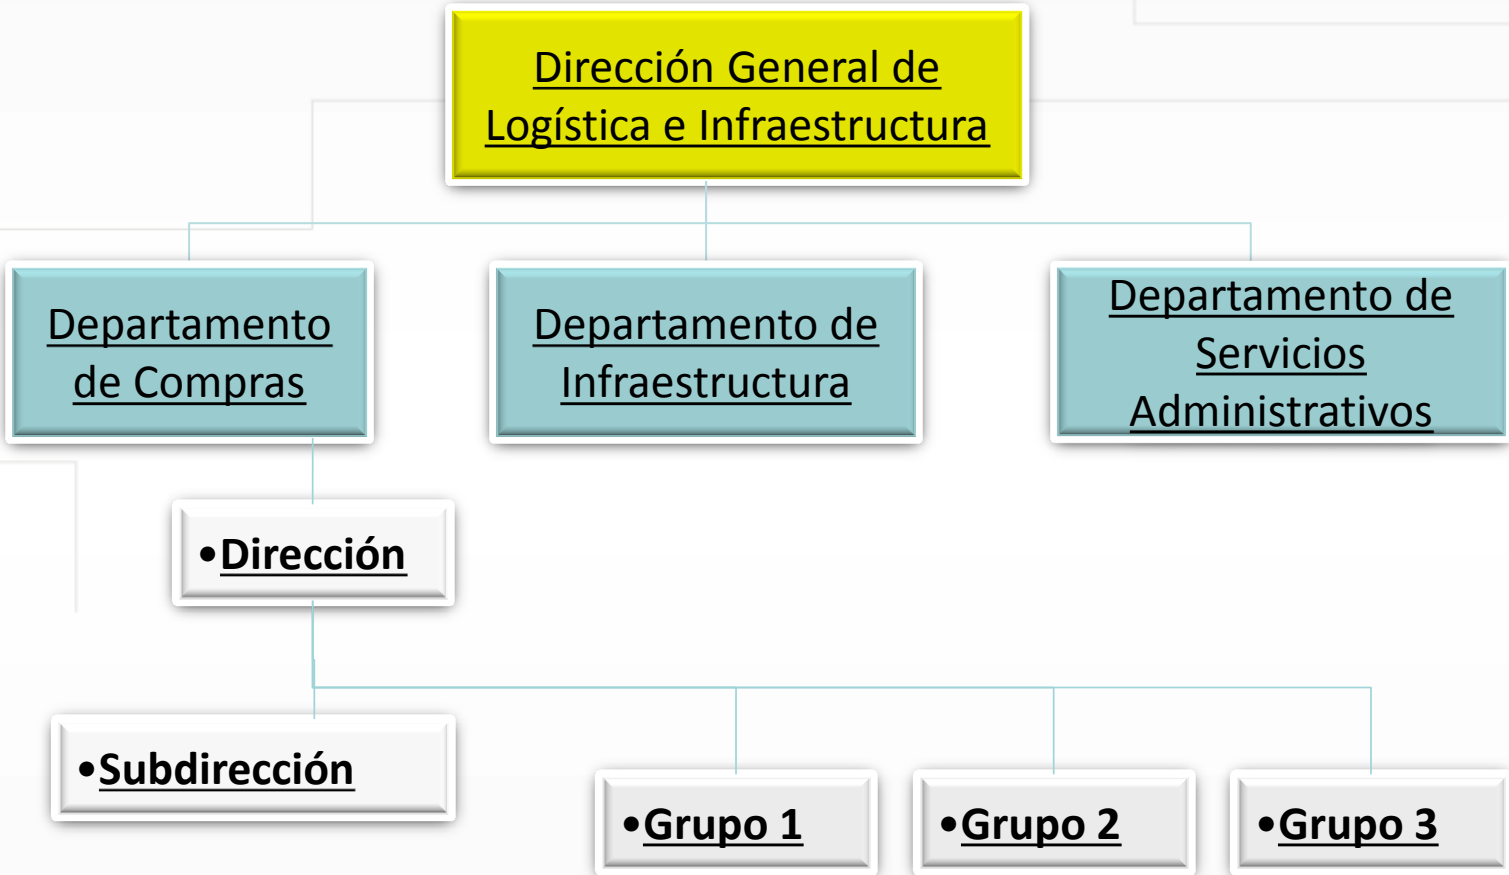 Dirección General de
Logística e Infraestructura
Departamento
de Compras
Departamento de
Infraestructura
Departamento de
Servicios
Administrativos
•Dirección
•Subdirección
•Grupo 1
•Grupo 2
•Grupo 3